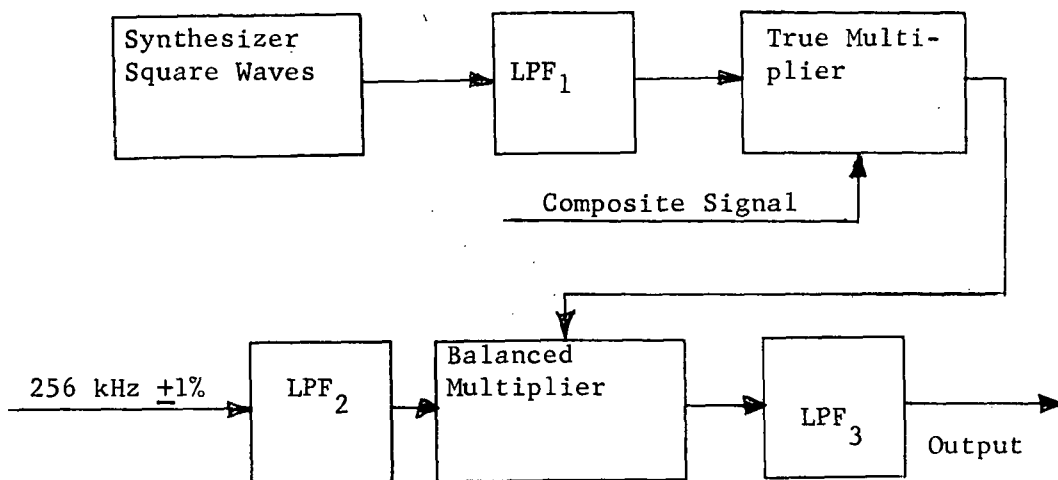 Synthesizer
Square Waves
LPF1
True Multi-
plier
Composite Signal
256 kHz ±1%
LPF2
Balanced
Multiplier
LPF3
Output